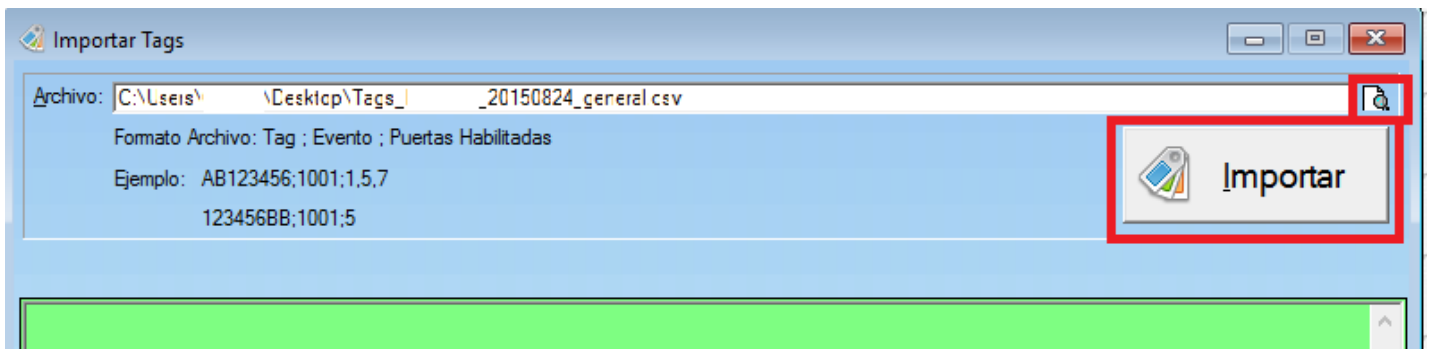 Importar Tags
Archivo: C:\Users\ \Desktop\Tags_ _20150824_general.csv
Formato Archivo: Tag ; Evento ; Puertas Habilitadas
Ejemplo: AB123456;1001;1,5,7
123456BB;1001;5
Importar